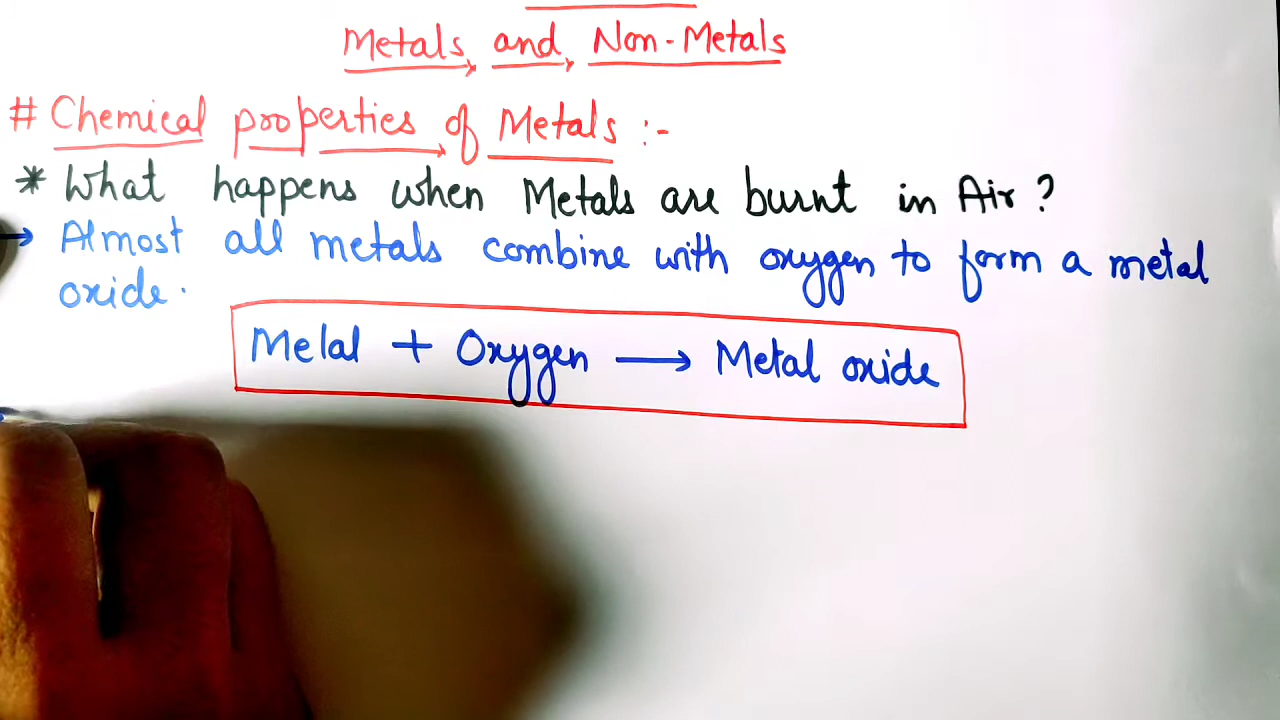 Metals and Non-Metals
# Chemical properties of Metals :-
* What happens when Metals are burnt in Air ?
→ Almost all metals combine with oxygen to form a metal
oxide.
Melal + Oxygen → Metal oxide